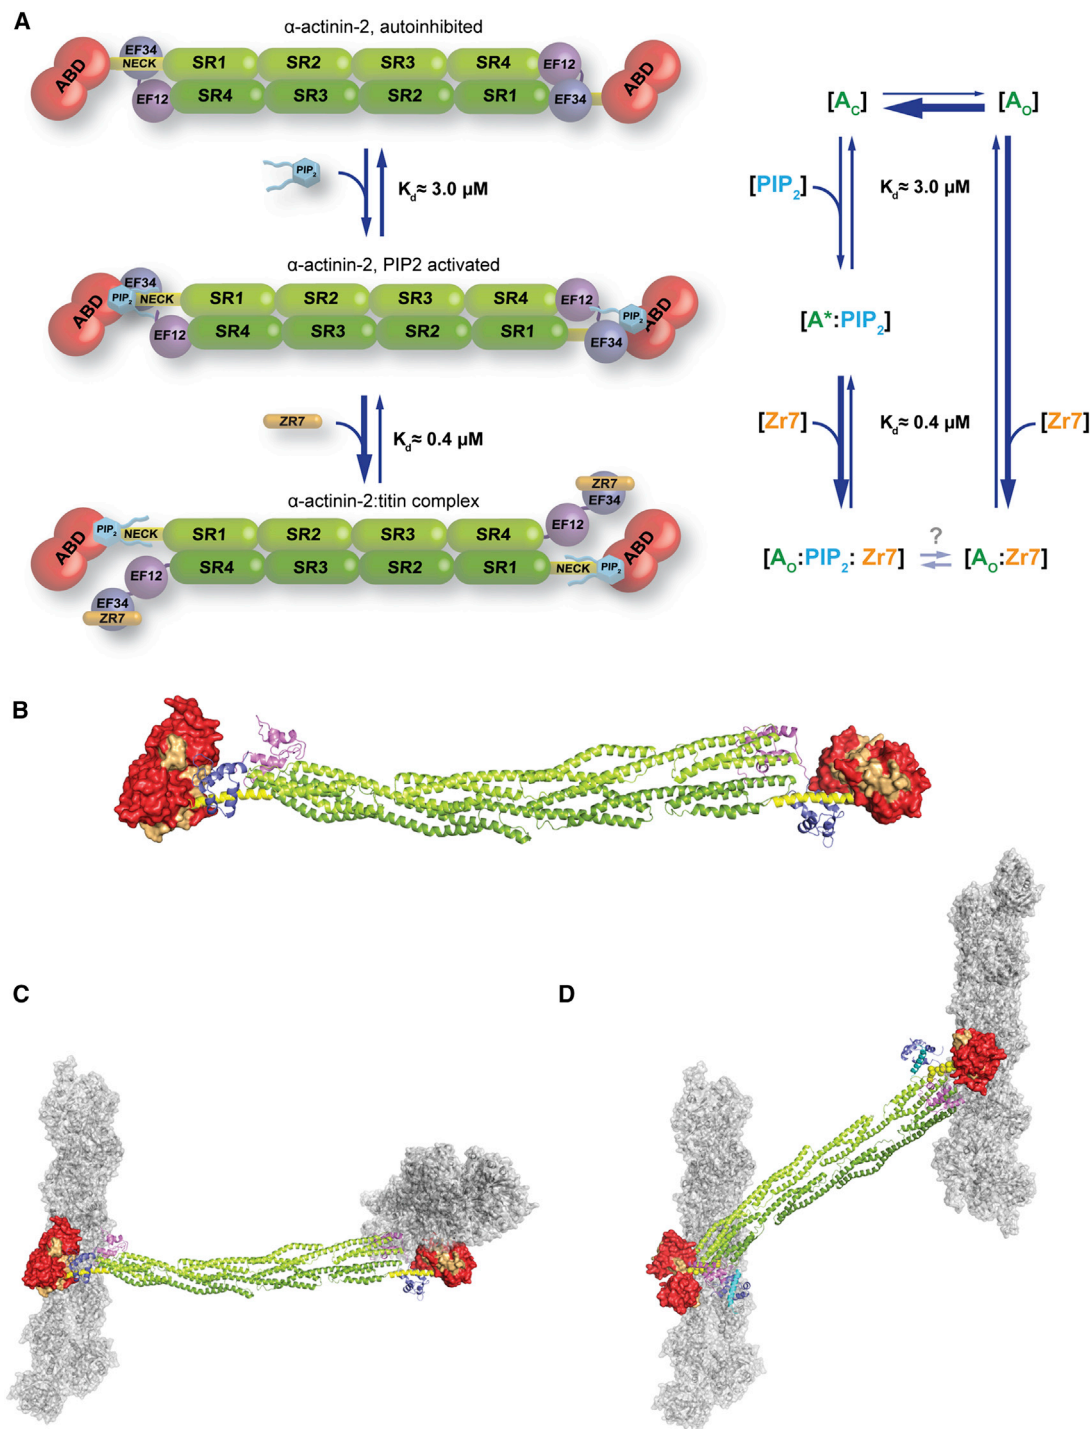 A
α-actinin-2, autoinhibited
ABD
EF34
NECK
SR1
SR2
SR3
SR4
EF12
EF12
SR4
SR3
SR2
SR1
EF34
ABD
PIP2
Kd≈ 3.0 µM
α-actinin-2, PIP2 activated
ABD
EF34
PIP2
NECK
SR1
SR2
SR3
SR4
EF12
PIP2
EF12
SR4
SR3
SR2
SR1
EF34
ABD
ZR7
Kd≈ 0.4 µM
α-actinin-2:titin complex
ZR7
EF34
ABD
PIP2
NECK
SR1
SR2
SR3
SR4
EF12
EF12
SR4
SR3
SR2
SR1
NECK
PIP2
ABD
EF34
ZR7
[AC]
[AO]
[PIP2]
Kd≈ 3.0 µM
[A*:PIP2]
[Zr7]
Kd≈ 0.4 µM
[Zr7]
?
[AO:PIP2: Zr7]
[AO:Zr7]
B
C
D